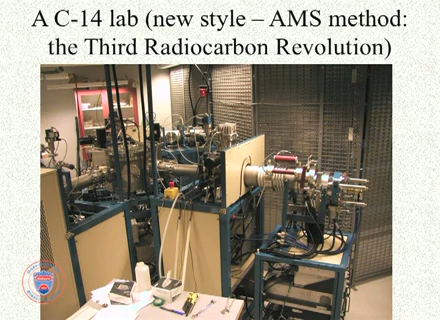 A C-14 lab (new style – AMS method:
the Third Radiocarbon Revolution)